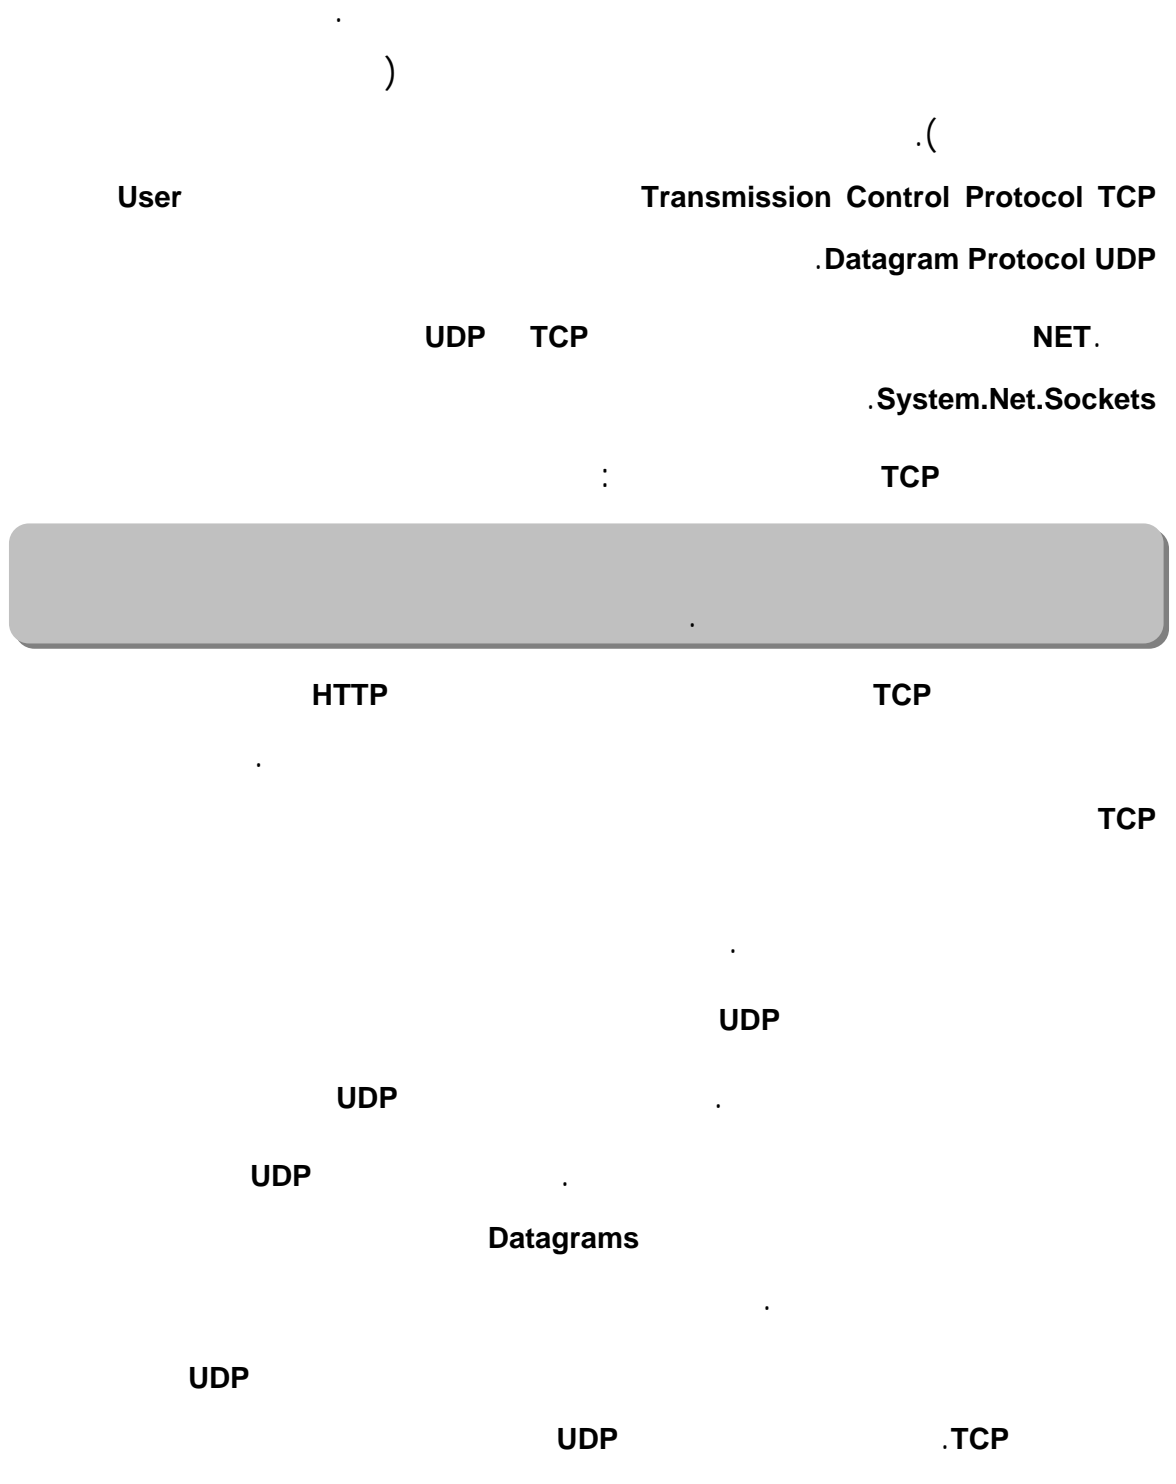 .
(
).
Transmission Control Protocol TCP User
Datagram Protocol UDP.
.NET TCP UDP
System.Net.Sockets.
TCP :
.
TCP HTTP
.
TCP
.
UDP
. UDP
. UDP
Datagrams
.
UDP
TCP. UDP